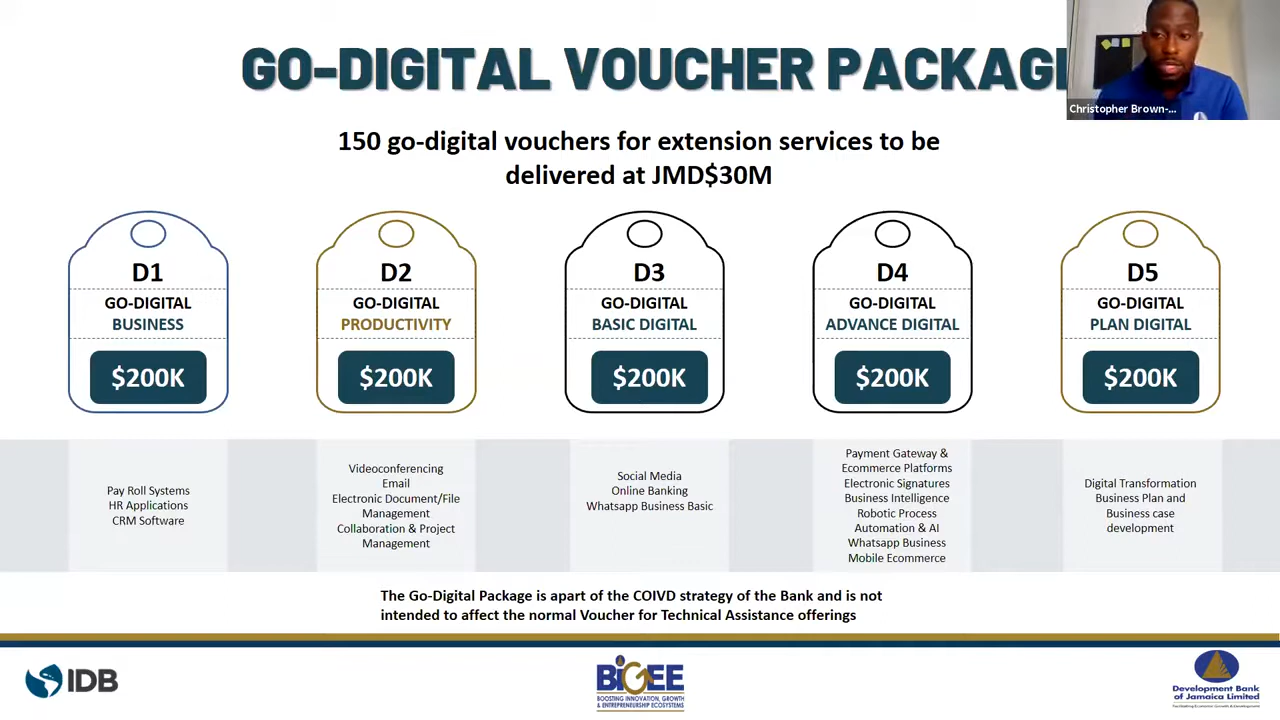 GO-DIGITAL VOUCHER PACKAG
Christopher Brown-...
150 go-digital vouchers for extension services to be
delivered at JMD$30M
D1
GO-DIGITAL
BUSINESS
$200K
D2
GO-DIGITAL
PRODUCTIVITY
$200K
D3
GO-DIGITAL
BASIC DIGITAL
$200K
D4
GO-DIGITAL
ADVANCE DIGITAL
$200K
D5
GO-DIGITAL
PLAN DIGITAL
$200K
Pay Roll Systems
HR Applications
CRM Software
Videoconferencing
Email
Electronic Document/File
Management
Collaboration & Project
Management
Social Media
Online Banking
Whatsapp Business Basic
Payment Gateway &
Ecommerce Platforms
Electronic Signatures
Business Intelligence
Robotic Process
Automation & AI
Whatsapp Business
Mobile Ecommerce
Digital Transformation
Business Plan and
Business case
development
The Go-Digital Package is apart of the COIVD strategy of the Bank and is not
intended to affect the normal Voucher for Technical Assistance offerings
IDB
BIGEE
BOOSTING INNOVATION, GROWTH
& ENTREPRENEURSHIP ECOSYSTEMS
Development Bank
of Jamaica Limited
Facilitating Economic Growth & Development